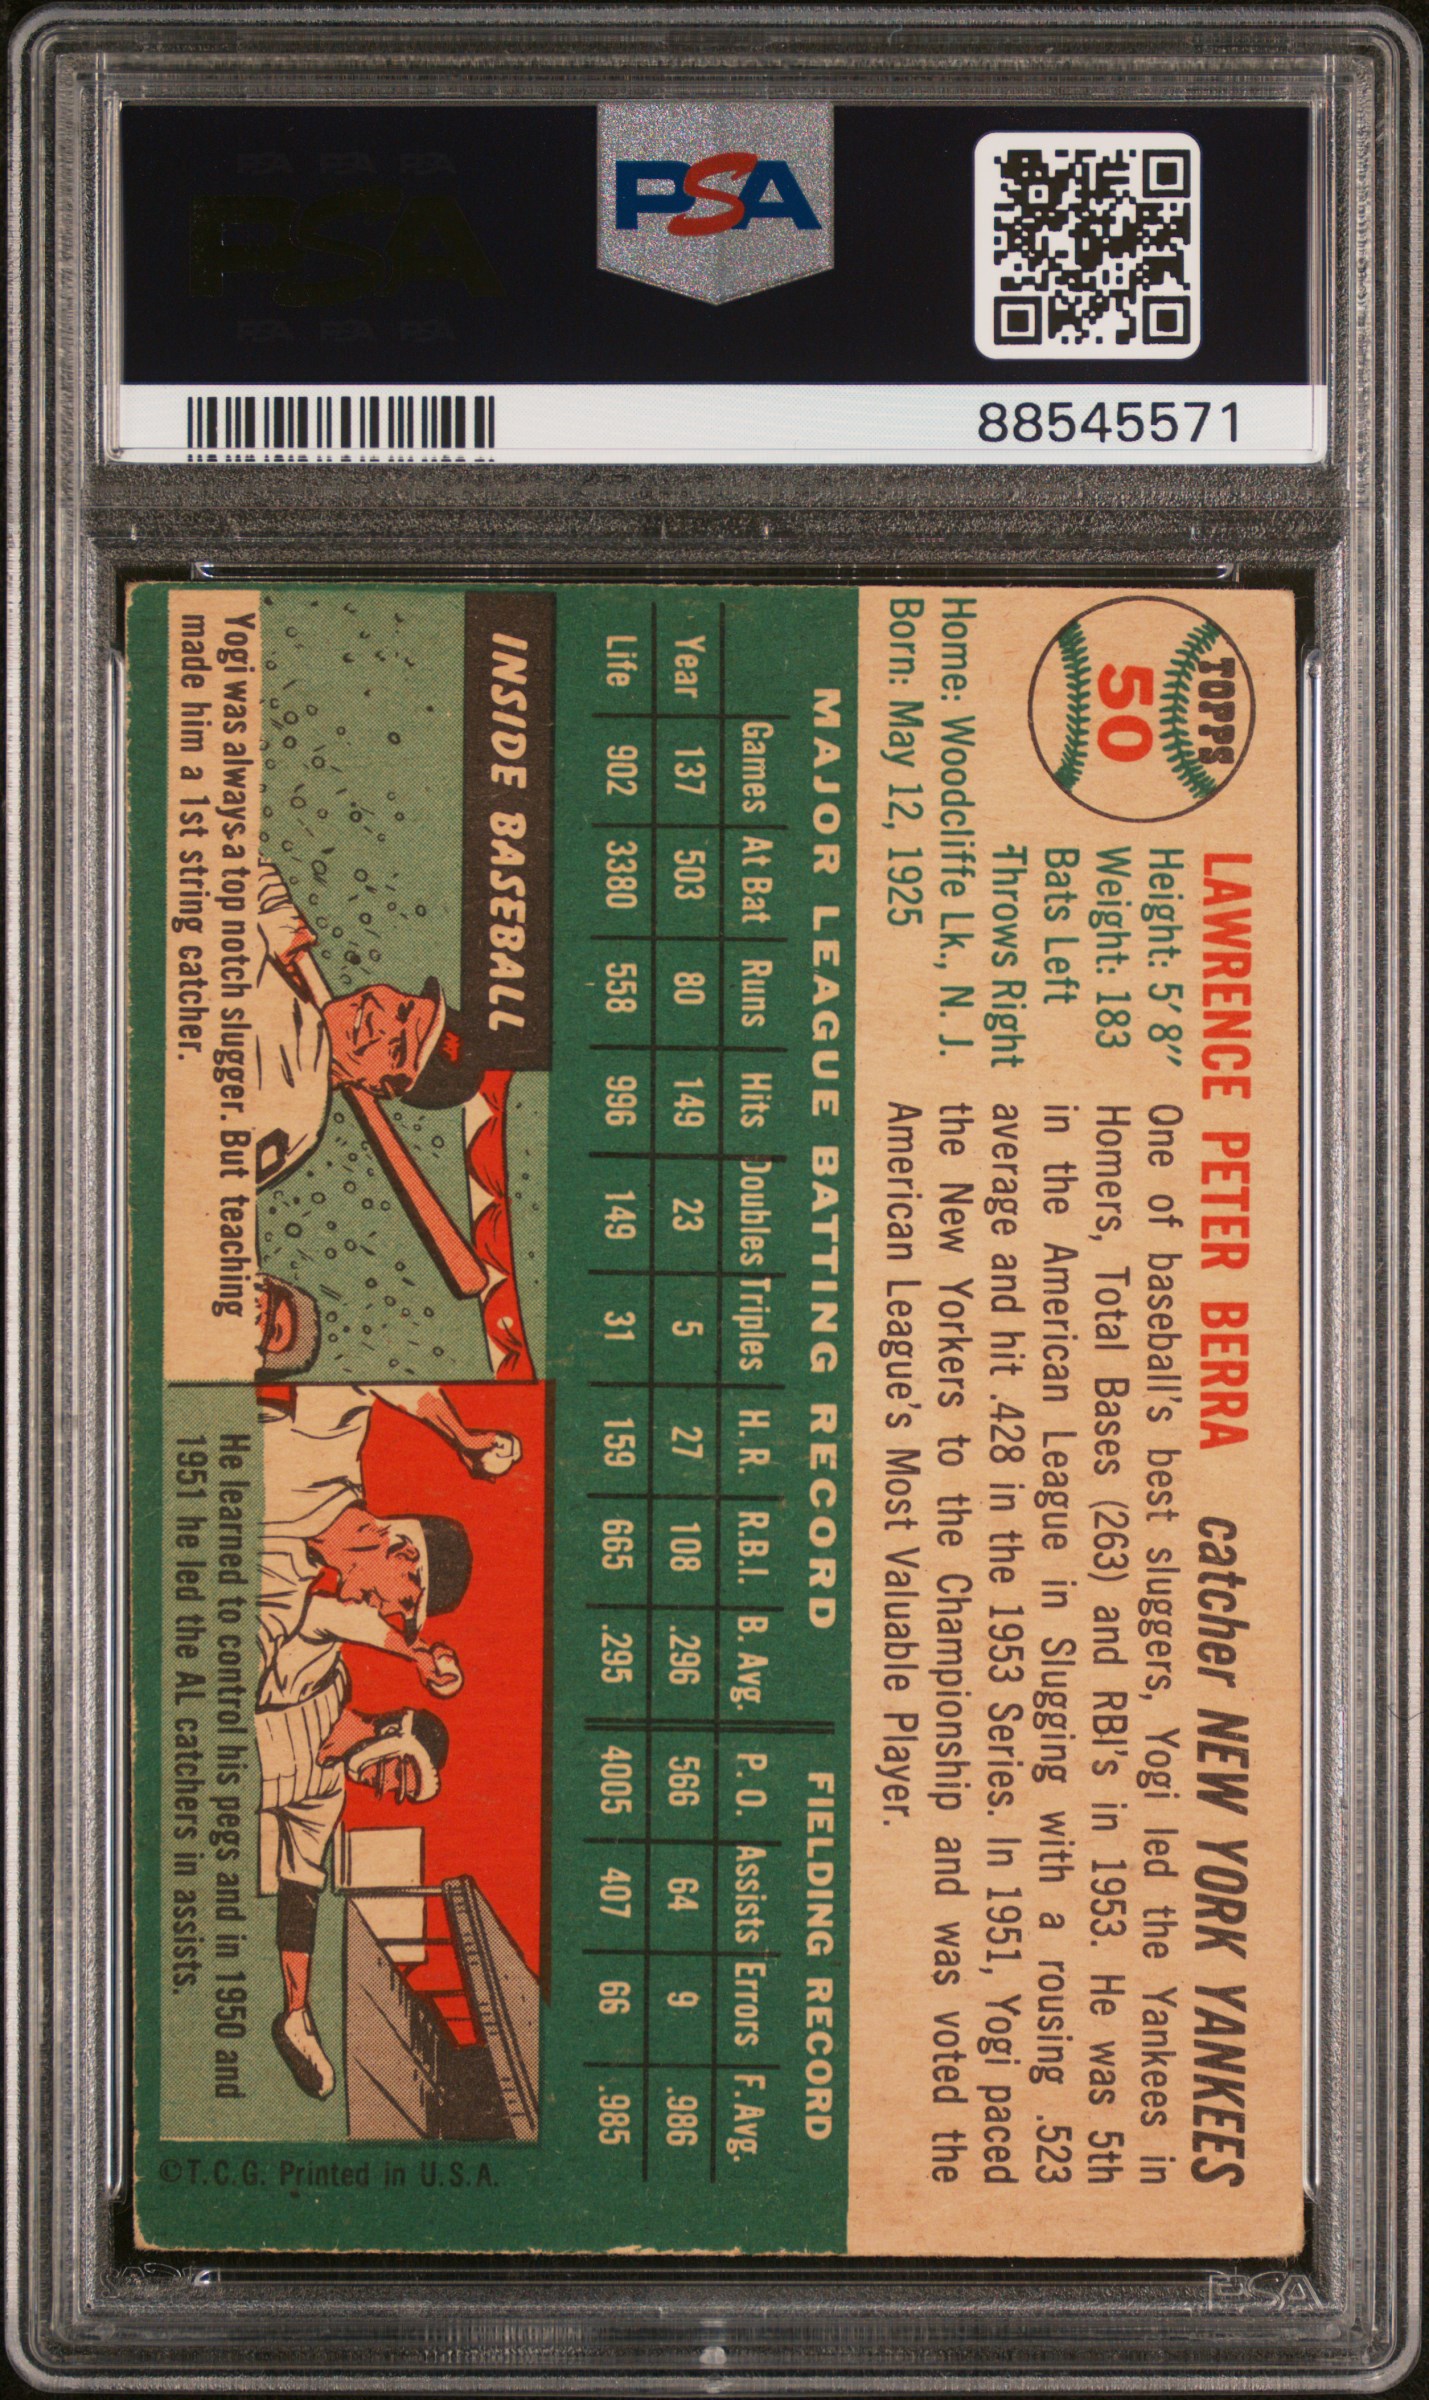 PSA PSA PSA
PSA
PSA PSA PSA
PSA
88545571
TOPPS
50
LAWRENCE PETER BERRA catcher NEW YORK YANKEES
Height: 5' 8"
Weight: 183
Bats Left
Throws Right
Home: Woodcliffe Lk., N. J.
Born: May 12, 1925
One of baseball's best sluggers, Yogi led the Yankees in
Homers, Total Bases (263) and RBI's in 1953. He was 5th
in the American League in Slugging with a rousing .523
average and hit .428 in the 1953 Series. In 1951, Yogi paced
the New Yorkers to the Championship and was voted the
American League's Most Valuable Player.
MAJOR LEAGUE BATTING RECORD FIELDING RECORD
Games At Bat Runs Hits Doubles Triples H. R. R.B.I. B. Avg. P. O. Assists Errors F. Avg.
Year 137 503 80 149 23 5 27 108 .296 566 64 9 .986
Life 902 3380 558 996 149 31 159 665 .295 4005 407 66 .985
INSIDE BASEBALL
Yogi was always a top notch slugger. But teaching
made him a 1st string catcher.
He learned to control his pegs and in 1950 and
1951 he led the AL catchers in assists.
©T.C.G. Printed in U.S.A.
PSA